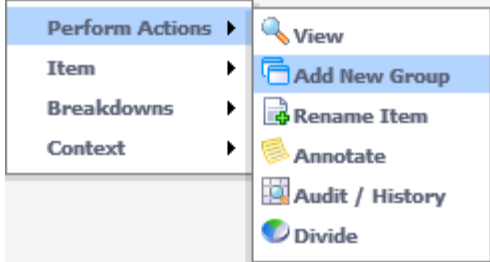 Perform Actions
Item
Breakdowns
Context
View
Add New Group
Rename Item
Annotate
Audit / History
Divide